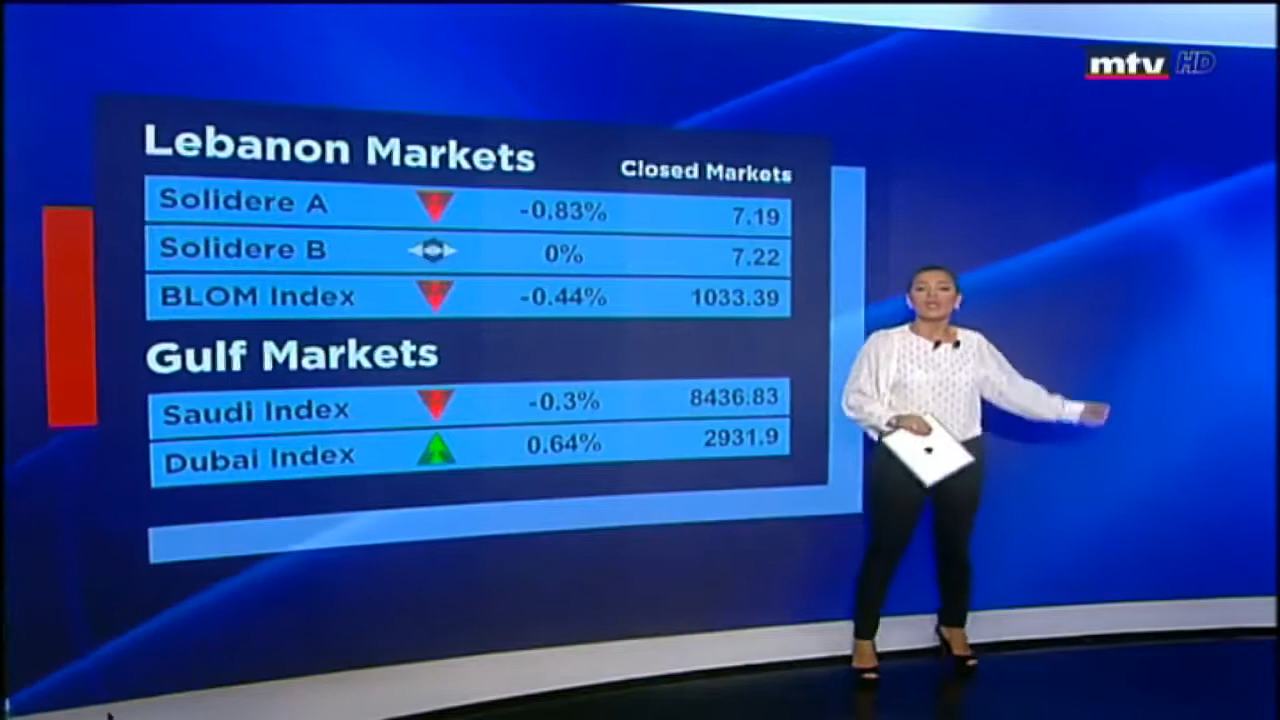 mtv HD
Lebanon Markets
Closed Markets
Solidere A -0.83% 7.19
Solidere B 0% 7.22
BLOM Index -0.44% 1033.39
Gulf Markets
Saudi Index -0.3% 8436.83
Dubai Index 0.64% 2931.9